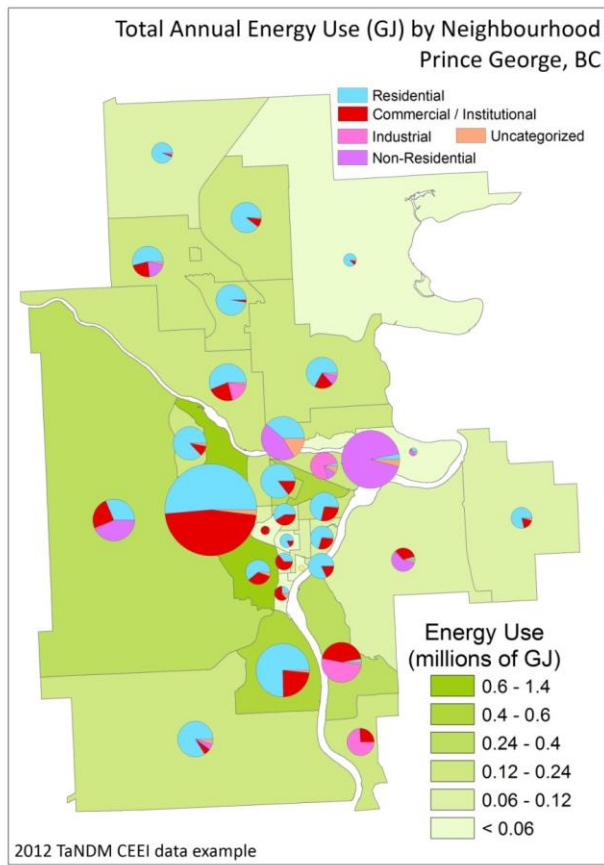 Total Annual Energy Use (GJ) by Neighbourhood
Prince George, BC
Residential
Commercial / Institutional
Industrial
Uncategorized
Non-Residential
Energy Use
(millions of GJ)
0.6 - 1.4
0.4 - 0.6
0.24 - 0.4
0.12 - 0.24
0.06 - 0.12
< 0.06
2012 TaNDM CEEI data example